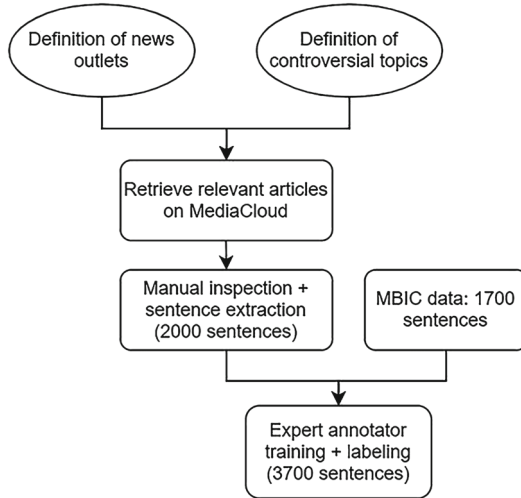 Definition of news
outlets
Definition of
controversial topics
Retrieve relevant articles
on MediaCloud
Manual inspection +
sentence extraction
(2000 sentences)
MBIC data: 1700
sentences
Expert annotator
training + labeling
(3700 sentences)